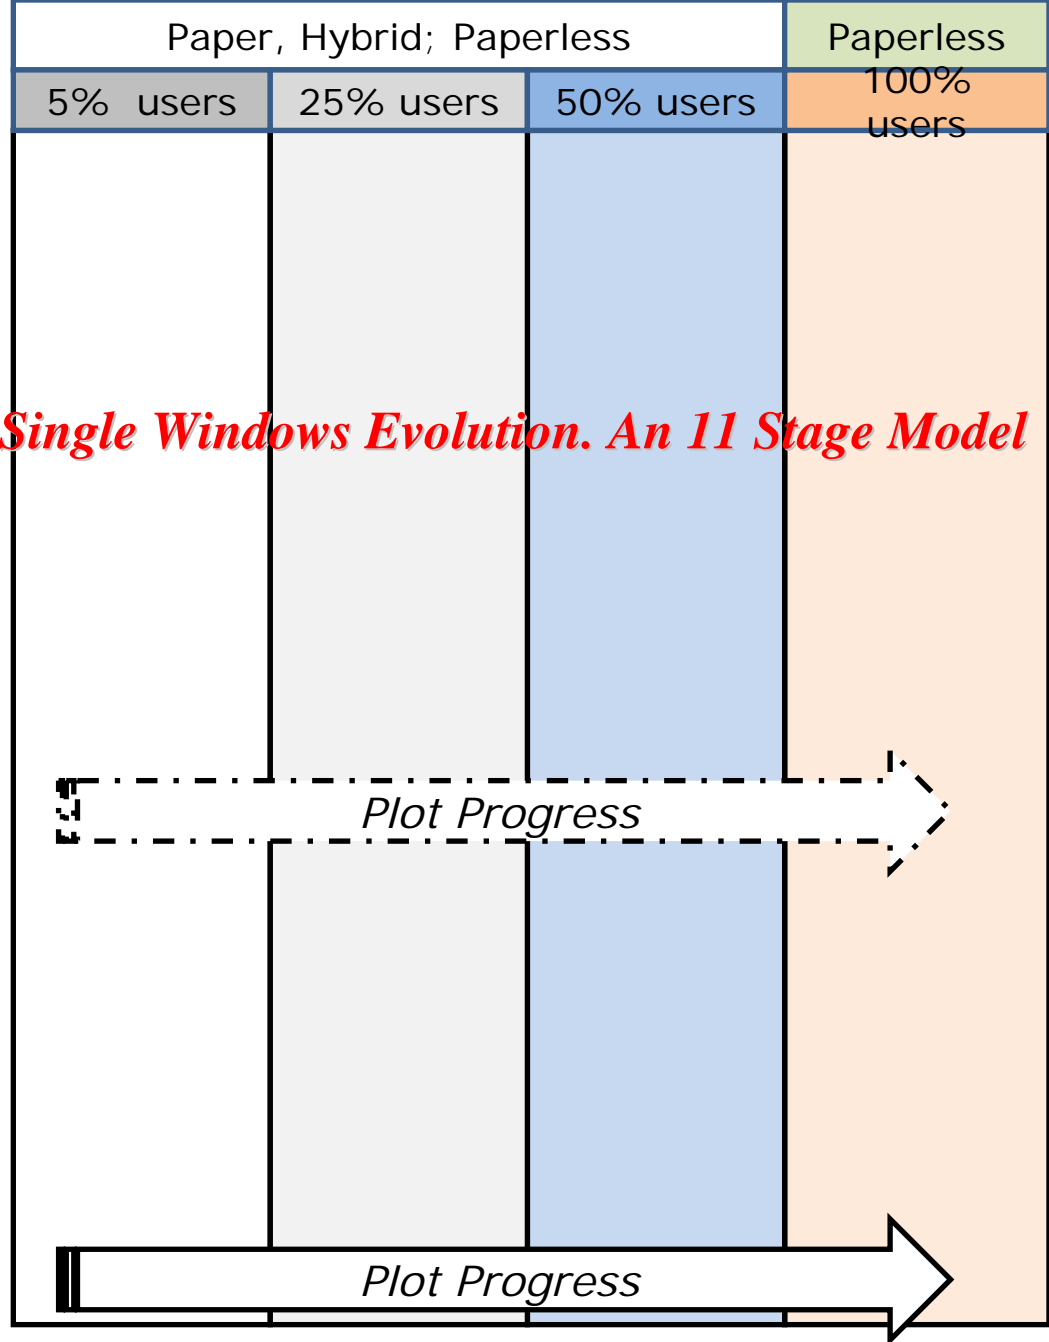 Paper, Hybrid; Paperless
Paperless
5% users
25% users
50% users
100%
users
Single Windows Evolution. An 11 Stage Model
Plot Progress
Plot Progress